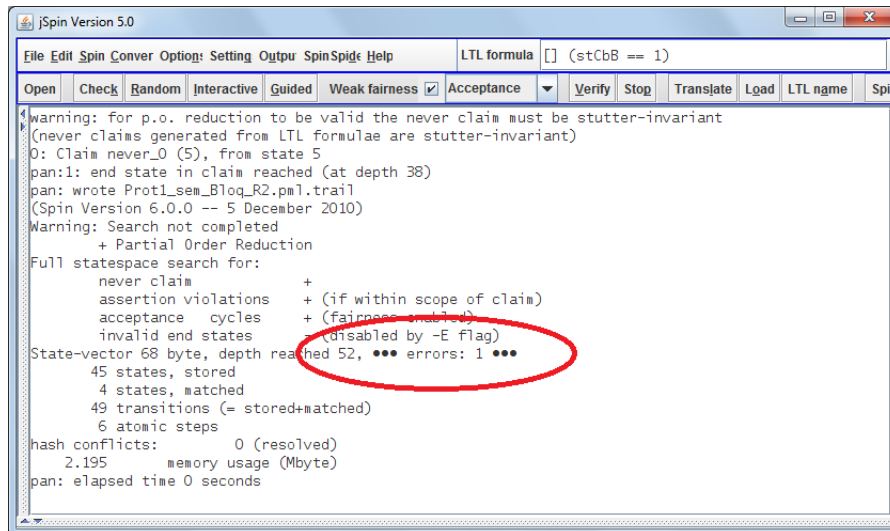 jSpin Version 5.0
File Edit Spin Conver Option: Setting Outpu SpinSpide Help LTL formula [] (stCbB == 1)
Open Check Random Interactive Guided Weak fairness Acceptance Verify Stop Translate Load LTL name Spi
warning: for p.o. reduction to be valid the never claim must be stutter-invariant
(never claims generated from LTL formulae are stutter-invariant)
0: Claim never_0 (5), from state 5
pan:1: end state in claim reached (at depth 38)
pan: wrote Prot1_sem_Bloq_R2.pml.trail
(Spin Version 6.0.0 -- 5 December 2010)
Warning: Search not completed
+ Partial Order Reduction
Full statespace search for:
never claim +
assertion violations + (if within scope of claim)
acceptance cycles + (fairness enabled)
invalid end states - (disabled by -E flag)
State-vector 68 byte, depth reached 52, ••• errors: 1 •••
45 states, stored
4 states, matched
49 transitions (= stored+matched)
6 atomic steps
hash conflicts: 0 (resolved)
2.195 memory usage (Mbyte)
pan: elapsed time 0 seconds